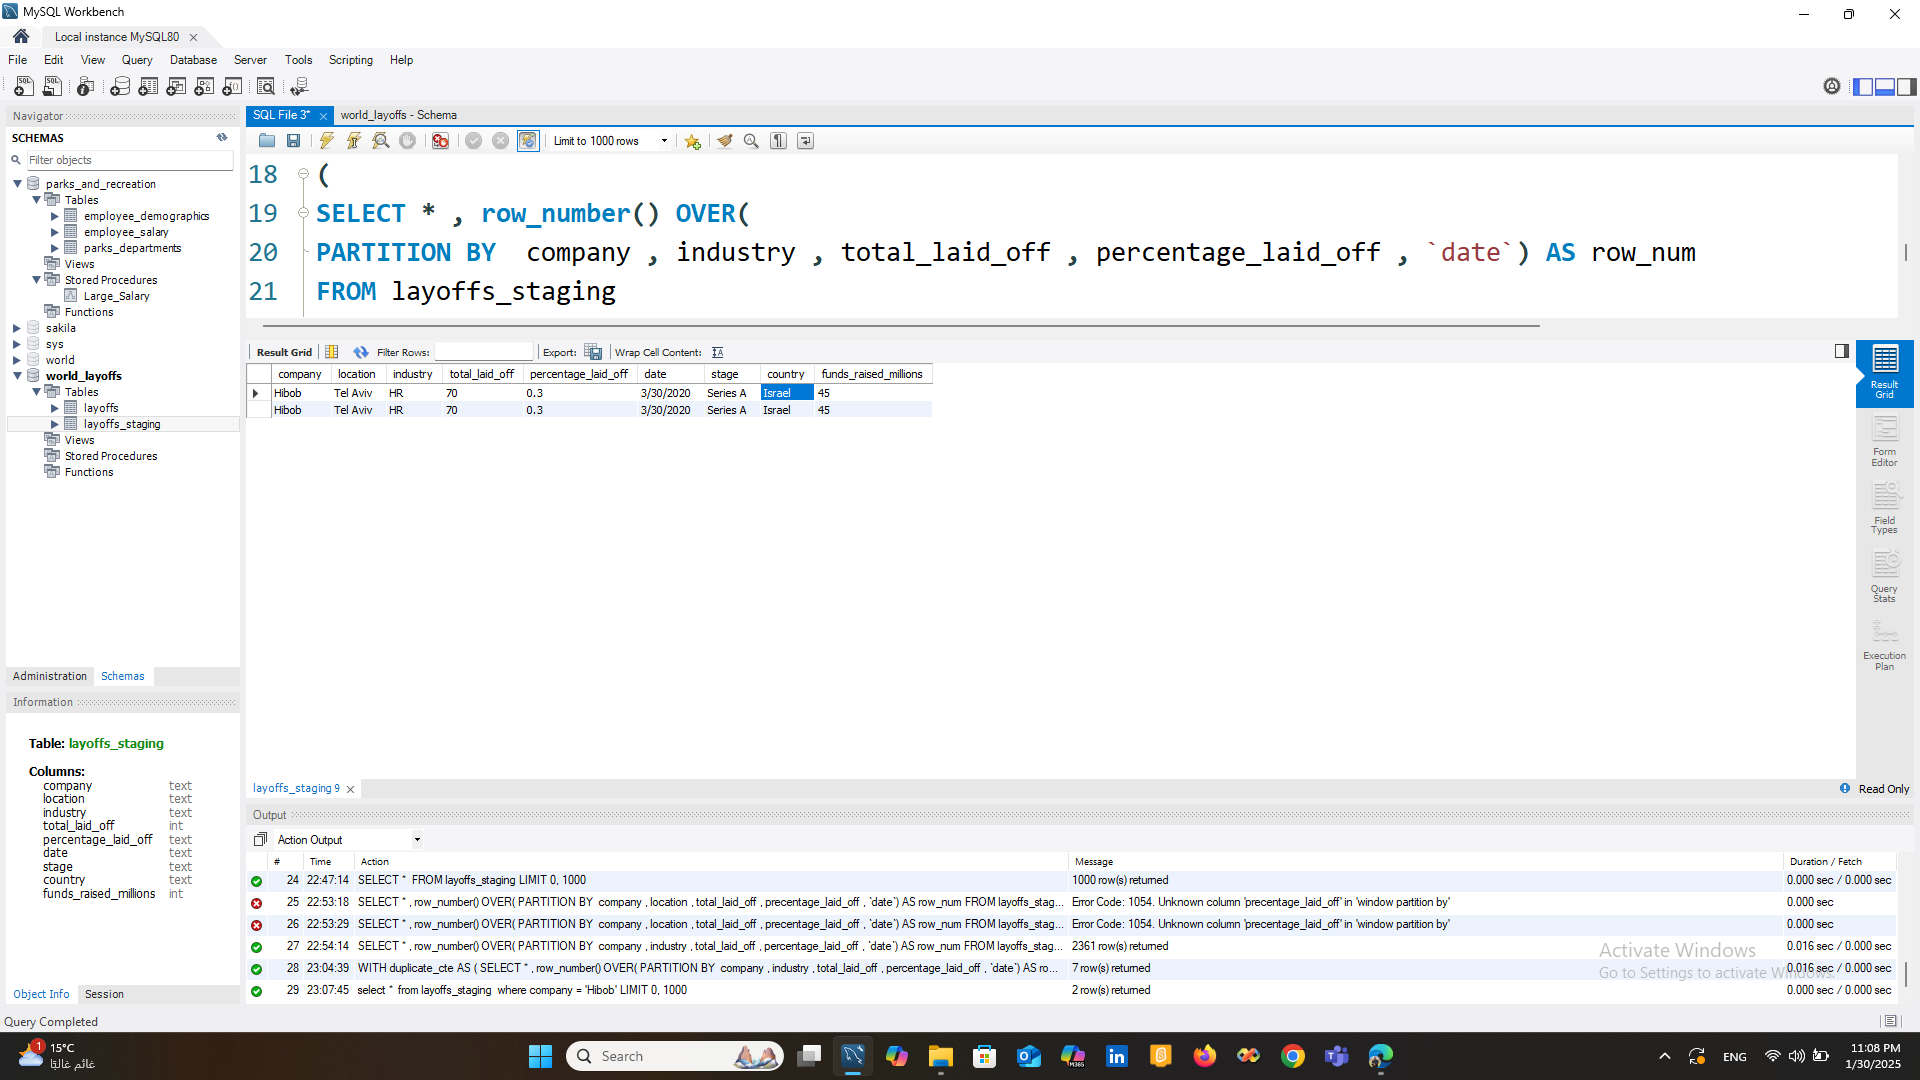 MySQL Workbench
Local instance MySQL80
File Edit View Query Database Server Tools Scripting Help
Navigator
SCHEMAS
Filter objects
parks_and_recreation
Tables
employee_demographics
employee_salary
parks_departments
Views
Stored Procedures
Large_Salary
Functions
sakila
sys
world
world_layoffs
Tables
layoffs
layoffs_staging
Views
Stored Procedures
Functions
Administration Schemas
Information
Table: layoffs_staging
Columns:
company text
location text
industry text
total_laid_off int
percentage_laid_off text
date text
stage text
country text
funds_raised_millions int
Object Info Session
SQL File 3* world_layoffs - Schema
Limit to 1000 rows
18 (
19 SELECT * , row_number() OVER(
20 PARTITION BY company , industry , total_laid_off , percentage_laid_off , `date`) AS row_num
21 FROM layoffs_staging
Result Grid Filter Rows: Export: Wrap Cell Content:
company location industry total_laid_off percentage_laid_off date stage country funds_raised_millions
Hibob Tel Aviv HR 70 0.3 3/30/2020 Series A Israel 45
Hibob Tel Aviv HR 70 0.3 3/30/2020 Series A Israel 45
Result Grid
Form Editor
Field Types
Query Stats
Execution Plan
layoffs_staging 9
Read Only
Output
Action Output
# Time Action Message Duration / Fetch
24 22:47:14 SELECT * FROM layoffs_staging LIMIT 0, 1000 1000 row(s) returned 0.000 sec / 0.000 sec
25 22:53:18 SELECT * , row_number() OVER( PARTITION BY company , location , total_laid_off , precentage_laid_off , `date`) AS row_num FROM layoffs_stag... Error Code: 1054. Unknown column 'precentage_laid_off' in 'window partition by' 0.000 sec
26 22:53:29 SELECT * , row_number() OVER( PARTITION BY company , location , total_laid_off , precentage_laid_off , `date`) AS row_num FROM layoffs_stag... Error Code: 1054. Unknown column 'precentage_laid_off' in 'window partition by' 0.000 sec
27 22:54:14 SELECT * , row_number() OVER( PARTITION BY company , industry , total_laid_off , percentage_laid_off , `date`) AS row_num FROM layoffs_stag... 2361 row(s) returned 0.016 sec / 0.000 sec
28 23:04:39 WITH duplicate_cte AS ( SELECT * , row_number() OVER( PARTITION BY company , industry , total_laid_off , percentage_laid_off , `date`) AS ro... 7 row(s) returned 0.016 sec / 0.000 sec
29 23:07:45 select * from layoffs_staging where company = 'Hibob' LIMIT 0, 1000 2 row(s) returned 0.000 sec / 0.000 sec
Activate Windows
Go to Settings to activate Windows.
Query Completed
1
15°C
غائم غالبًا
Search
M365
ENG
11:08 PM
1/30/2025